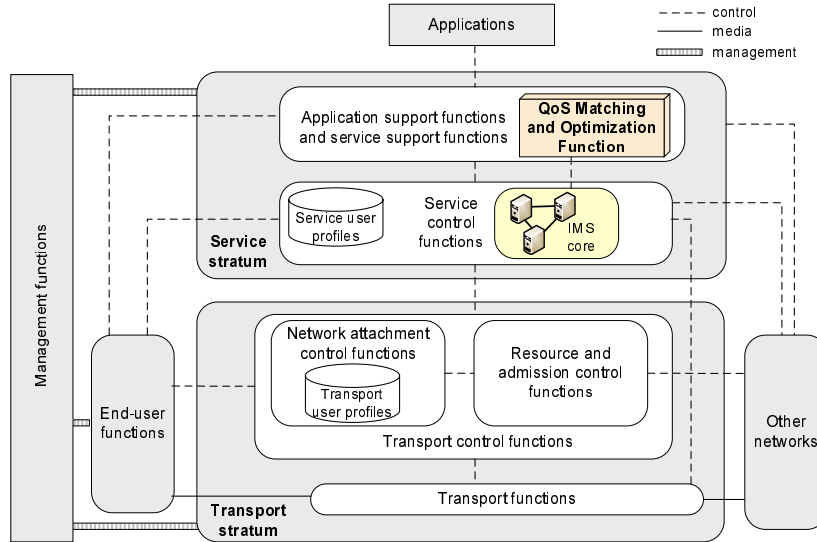 Applications
control
media
management
Application support functions
and service support functions
QoS Matching
and Optimization
Function
Service user
profiles
Service
control
functions
IMS
core
Service
stratum
Management functions
Network attachment
control functions
Transport
user profiles
Resource and
admission control
functions
Transport control functions
End-user
functions
Other
networks
Transport functions
Transport
stratum